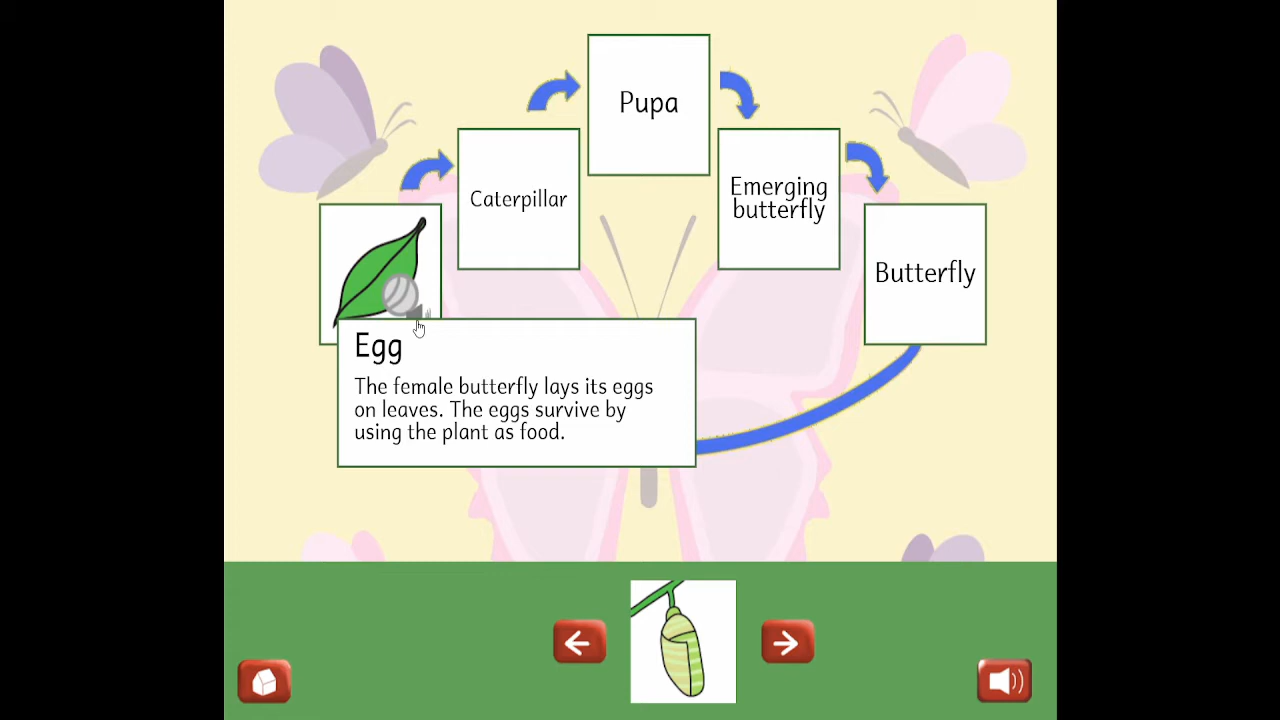 Pupa
Caterpillar
Emerging
butterfly
Butterfly
Egg
The female butterfly lays its eggs
on leaves. The eggs survive by
using the plant as food.